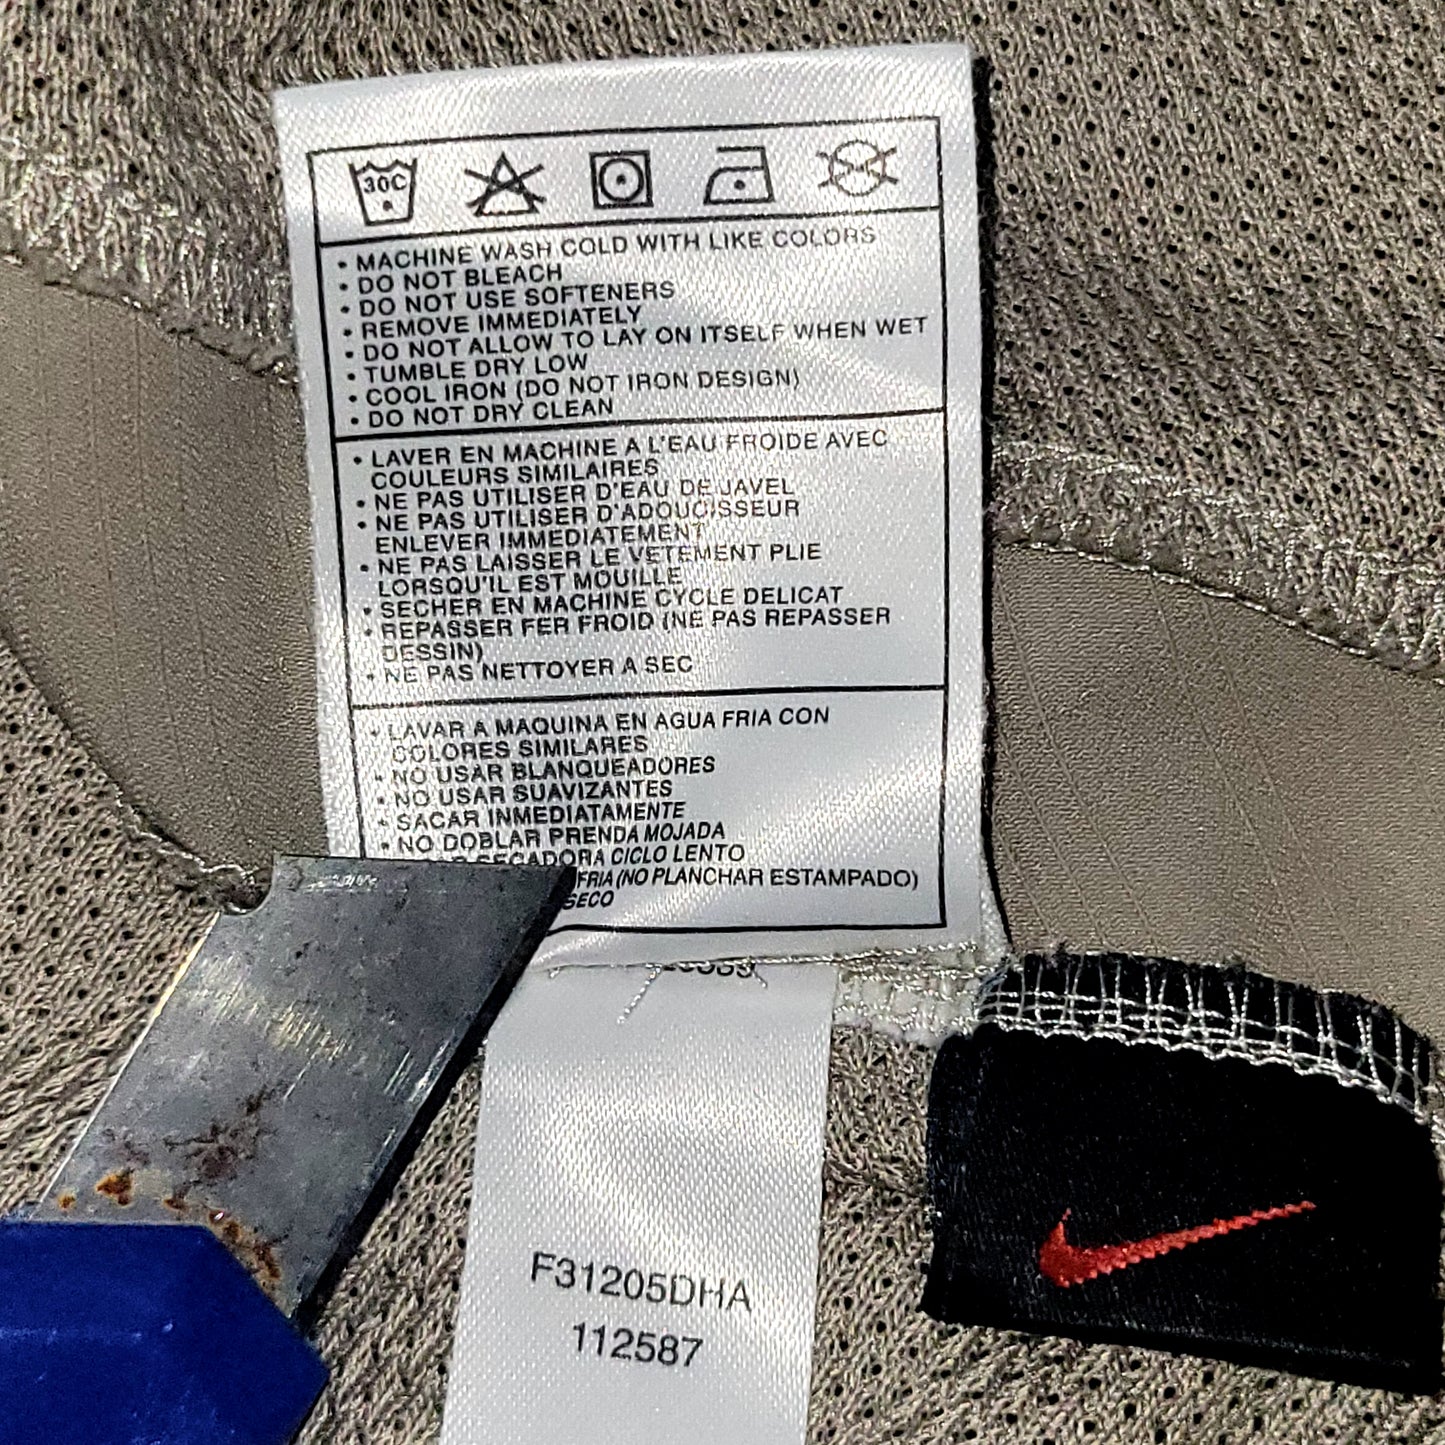 30C
• MACHINE WASH COLD WITH LIKE COLORS
• DO NOT BLEACH
• DO NOT USE SOFTENERS
• REMOVE IMMEDIATELY
• DO NOT ALLOW TO LAY ON ITSELF WHEN WET
• TUMBLE DRY LOW
• COOL IRON (DO NOT IRON DESIGN)
• DO NOT DRY CLEAN
• LAVER EN MACHINE A L'EAU FROIDE AVEC
COULEURS SIMILAIRES
• NE PAS UTILISER D'EAU DE JAVEL
• NE PAS UTILISER D'ADOUCISSEUR
ENLEVER IMMEDIATEMENT
• NE PAS LAISSER LE VETEMENT PLIE
LORSQU'IL EST MOUILLE
• SECHER EN MACHINE CYCLE DELICAT
• REPASSER FER FROID (NE PAS REPASSER
DESSIN)
• NE PAS NETTOYER A SEC
• LAVAR A MAQUINA EN AGUA FRIA CON
COLORES SIMILARES
• NO USAR BLANQUEADORES
• NO USAR SUAVIZANTES
• SACAR INMEDIATAMENTE
• NO DOBLAR PRENDA MOJADA
SECADORA CICLO LENTO
FRIA (NO PLANCHAR ESTAMPADO)
SECO
F31205DHA
112587